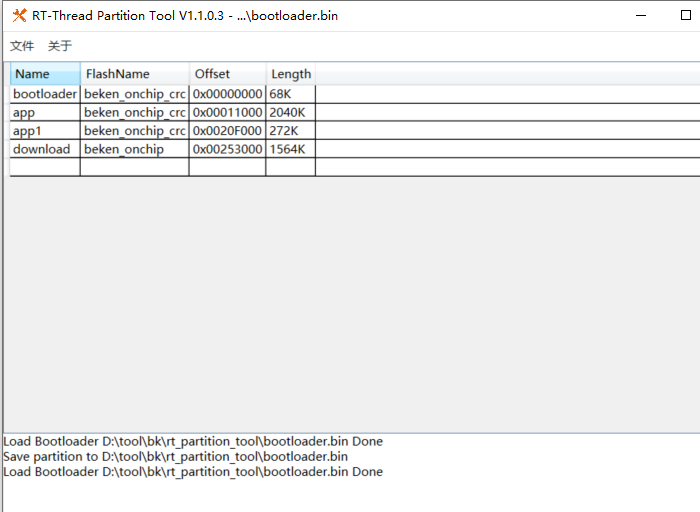 RT-Thread Partition Tool V1.1.0.3 - ...\bootloader.bin
文件 关于
Name FlashName Offset Length
bootloader beken_onchip_crc 0x00000000 68K
app beken_onchip_crc 0x00011000 2040K
app1 beken_onchip_crc 0x0020F000 272K
download beken_onchip 0x00253000 1564K
Load Bootloader D:\tool\bk\rt_partition_tool\bootloader.bin Done
Save partition to D:\tool\bk\rt_partition_tool\bootloader.bin
Load Bootloader D:\tool\bk\rt_partition_tool\bootloader.bin Done